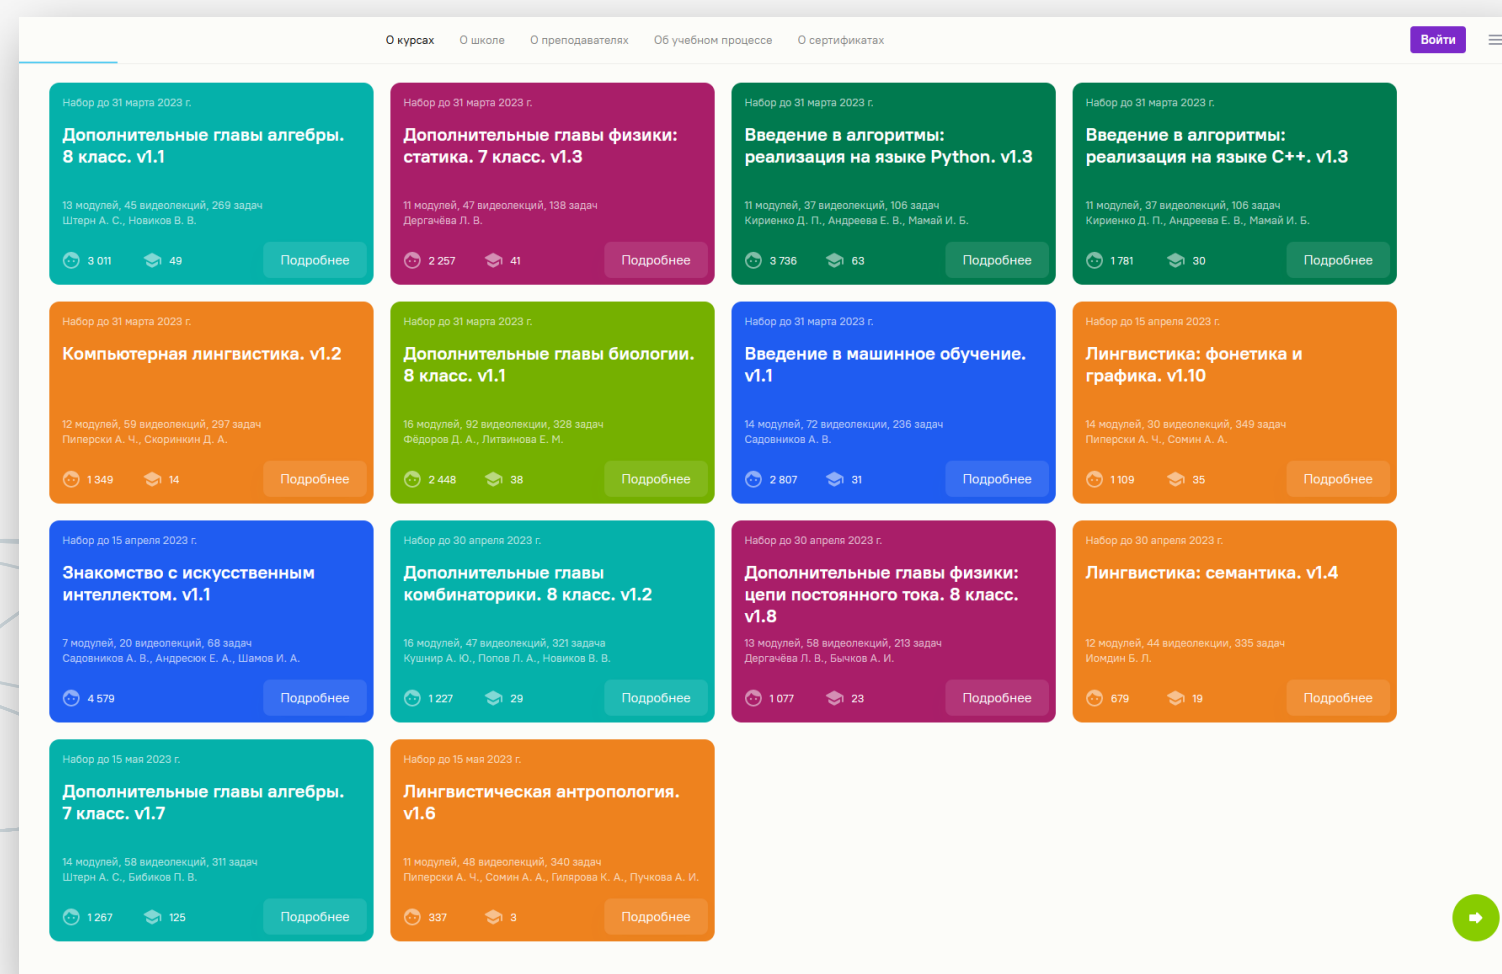 О курсах
О школе
О преподавателях
Об учебном процессе
О сертификатах
Войти
Набор до 31 марта 2023 г.
Дополнительные главы алгебры.
8 класс. v1.1
13 модулей, 45 видеолекций, 269 задач
Штерн А. С., Новиков В. В.
3 011
49
Подробнее
Набор до 31 марта 2023 г.
Дополнительные главы физики:
статика. 7 класс. v1.3
11 модулей, 47 видеолекций, 138 задач
Дергачёва Л. В.
2 257
41
Подробнее
Набор до 31 марта 2023 г.
Введение в алгоритмы:
реализация на языке Python. v1.3
11 модулей, 37 видеолекций, 106 задач
Кириенко Д. П., Андреева Е. В., Мамай И. Б.
3 736
63
Подробнее
Набор до 31 марта 2023 г.
Введение в алгоритмы:
реализация на языке C++. v1.3
11 модулей, 37 видеолекций, 106 задач
Кириенко Д. П., Андреева Е. В., Мамай И. Б.
1 781
30
Подробнее
Набор до 31 марта 2023 г.
Компьютерная лингвистика. v1.2
12 модулей, 59 видеолекций, 297 задач
Пиперски А. Ч., Скоринкин Д. А.
1 349
14
Подробнее
Набор до 31 марта 2023 г.
Дополнительные главы биологии.
8 класс. v1.1
16 модулей, 92 видеолекции, 328 задач
Фёдоров Д. А., Литвинова Е. М.
2 448
38
Подробнее
Набор до 31 марта 2023 г.
Введение в машинное обучение.
v1.1
14 модулей, 72 видеолекции, 236 задач
Садовников А. В.
2 807
31
Подробнее
Набор до 15 апреля 2023 г.
Лингвистика: фонетика и
графика. v1.10
14 модулей, 30 видеолекций, 349 задач
Пиперски А. Ч., Сомин А. А.
1 109
35
Подробнее
Набор до 15 апреля 2023 г.
Знакомство с искусственным
интеллектом. v1.1
7 модулей, 20 видеолекций, 68 задач
Садовников А. В., Андресюк Е. А., Шамов И. А.
4 579
Подробнее
Набор до 30 апреля 2023 г.
Дополнительные главы
комбинаторики. 8 класс. v1.2
16 модулей, 47 видеолекций, 321 задача
Кушнир А. Ю., Попов Л. А., Новиков В. В.
1 227
29
Подробнее
Набор до 30 апреля 2023 г.
Дополнительные главы физики:
цепи постоянного тока. 8 класс.
v1.8
13 модулей, 58 видеолекций, 213 задач
Дергачёва Л. В., Бычков А. И.
1 077
23
Подробнее
Набор до 30 апреля 2023 г.
Лингвистика: семантика. v1.4
12 модулей, 44 видеолекции, 335 задач
Иомдин Б. Л.
679
19
Подробнее
Набор до 15 мая 2023 г.
Дополнительные главы алгебры.
7 класс. v1.7
14 модулей, 58 видеолекций, 311 задач
Штерн А. С., Бибиков П. В.
1 267
125
Подробнее
Набор до 15 мая 2023 г.
Лингвистическая антропология.
v1.6
11 модулей, 48 видеолекций, 340 задач
Пиперски А. Ч., Сомин А. А., Гилярова К. А., Пучкова А. И.
337
3
Подробнее